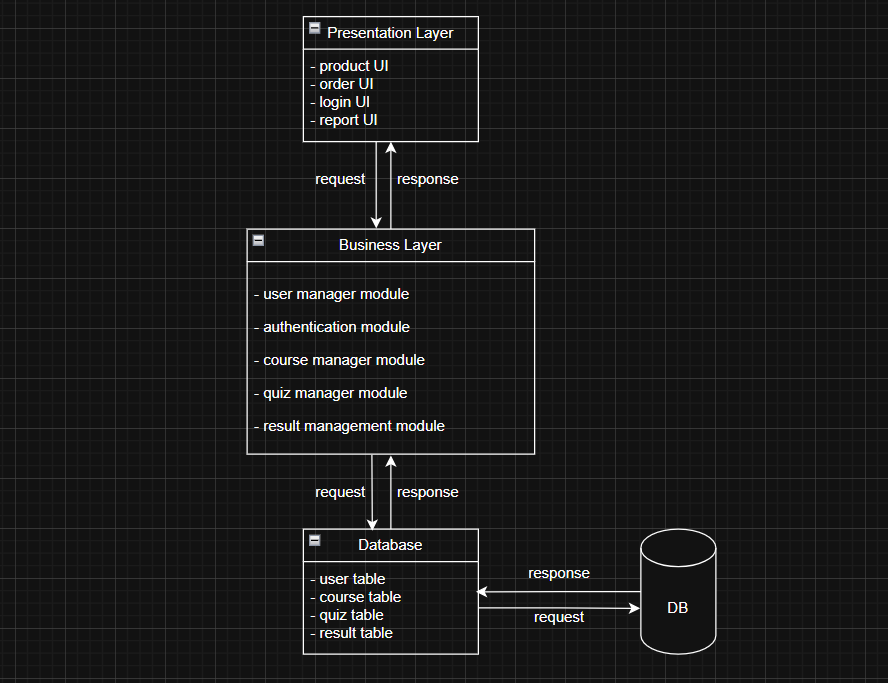 Presentation Layer
- product UI
- order UI
- login UI
- report UI
request
response
Business Layer
- user manager module
- authentication module
- course manager module
- quiz manager module
- result management module
request
response
Database
- user table
- course table
- quiz table
- result table
response
request
DB